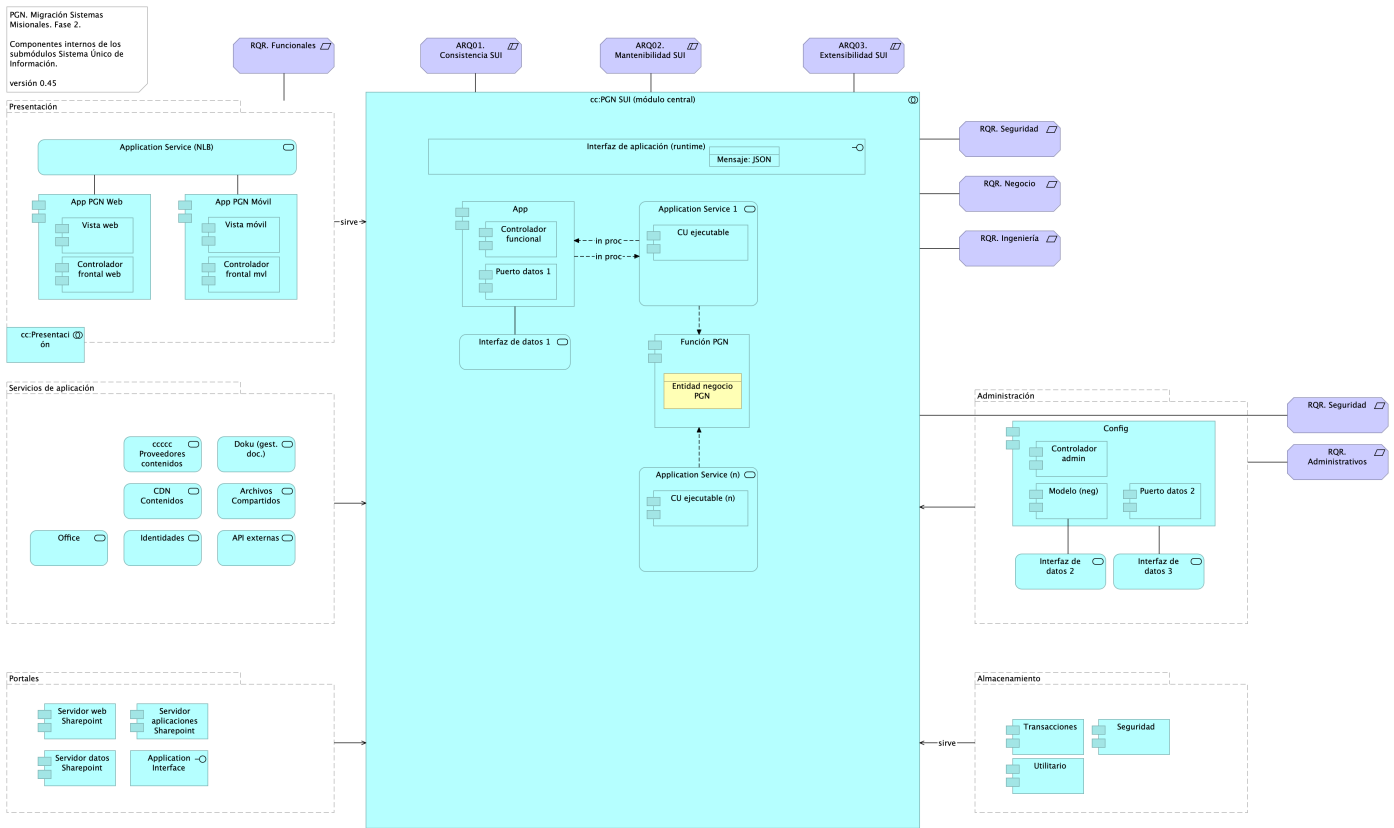 PGN. Migración Sistemas
Misionales. Fase 2.
Componentes internos de los
submódulos Sistema Único de
Información.
versión 0.45
RQR. Funcionales
ARQ01.
Consistencia SUI
ARQ02.
Mantenibilidad SUI
ARQ03.
Extensibilidad SUI
Presentación
Application Service (NLB)
App PGN Web
Vista web
Controlador
frontal web
App PGN Móvil
Vista móvil
Controlador
frontal mvl
cc:Presentaci
ón
sirve
cc:PGN SUI (módulo central)
Interfaz de aplicación (runtime)
Mensaje: JSON
App
Controlador
funcional
Puerto datos 1
Interfaz de datos 1
in proc
in proc
Application Service 1
CU ejecutable
Función PGN
Entidad negocio
PGN
Application Service (n)
CU ejecutable (n)
RQR. Seguridad
RQR. Negocio
RQR. Ingeniería
Servicios de aplicación
ccccc
Proveedores
contenidos
Doku (gest.
doc.)
CDN
Contenidos
Archivos
Compartidos
Office
Identidades
API externas
Administración
Config
Controlador
admin
Modelo (neg)
Puerto datos 2
Interfaz de
datos 2
Interfaz de
datos 3
RQR. Seguridad
RQR.
Administrativos
Portales
Servidor web
Sharepoint
Servidor
aplicaciones
Sharepoint
Servidor datos
Sharepoint
Application
Interface
sirve
Almacenamiento
Transacciones
Seguridad
Utilitario